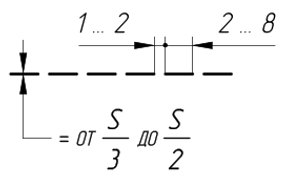 1 ... 2 2 ... 8
= от S/3 до S/2